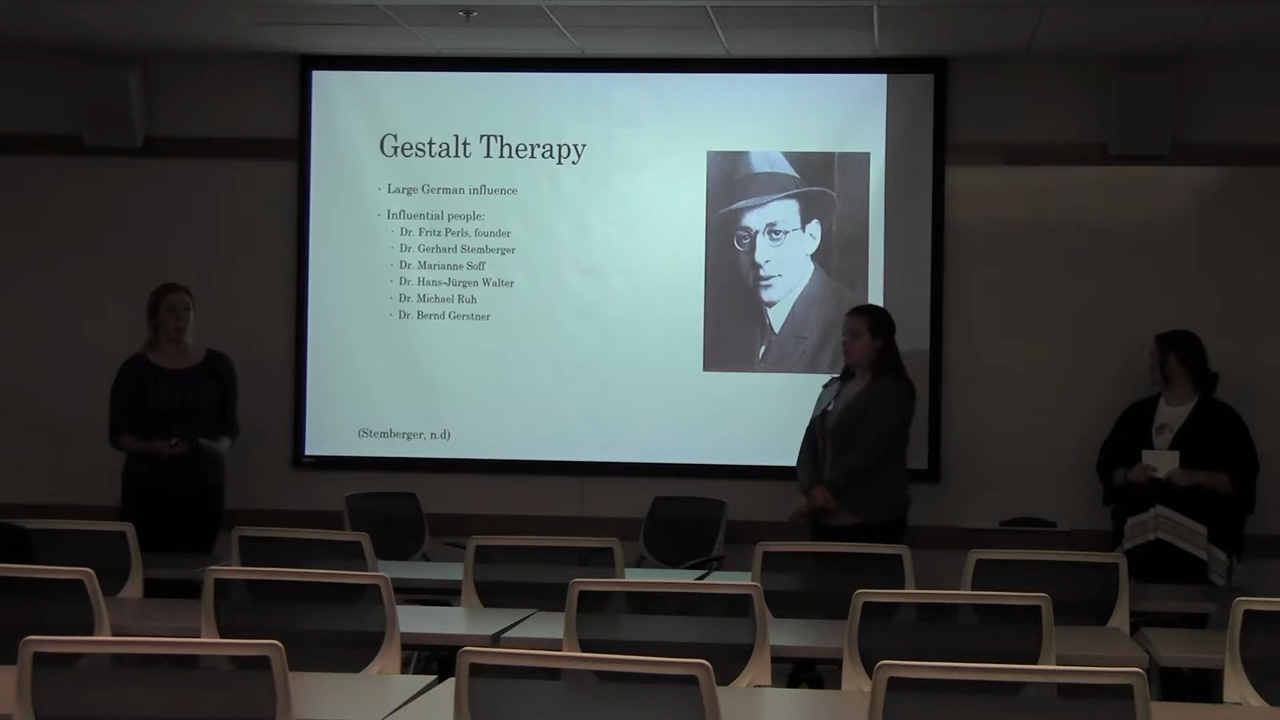 Gestalt Therapy
· Large German influence
· Influential people:
· Dr. Fritz Perls, founder
· Dr. Gerhard Stemberger
· Dr. Marianne Soff
· Dr. Hans-Jürgen Walter
· Dr. Michael Ruh
· Dr. Bernd Gerstner
(Stemberger, n.d)